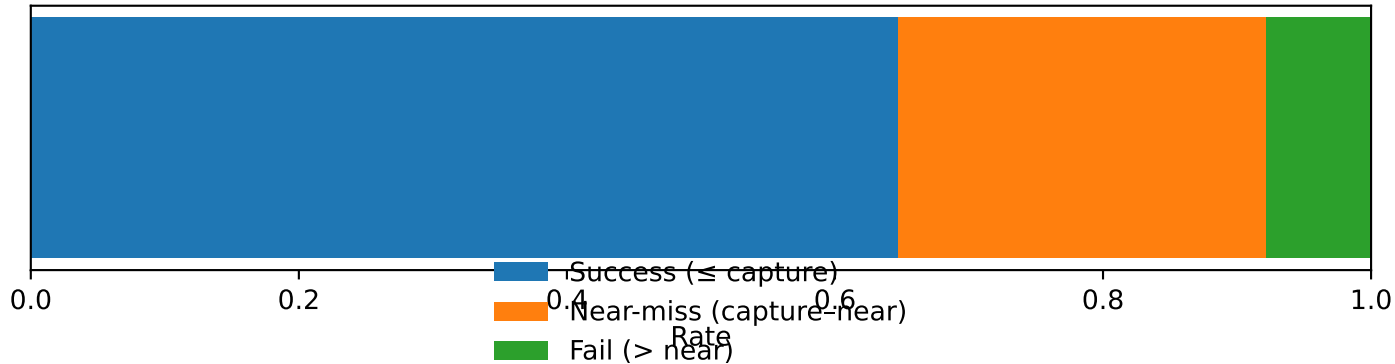 Success (≤ capture)
0.0 0.2 0.4 0.6 0.8 1.0
Near-miss (capture–near)
Rate
Fail (> near)